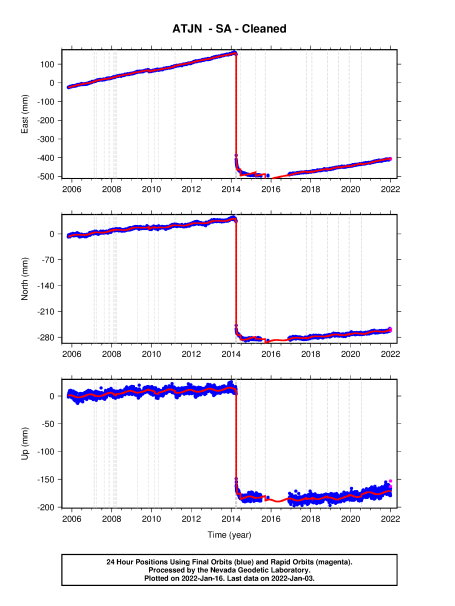 ATJN - SA - Cleaned
100
0
-100
-200
-300
-400
-500
East (mm)
2006 2008 2010 2012 2014 2016 2018 2020 2022
0
-70
-140
-210
-280
North (mm)
2006 2008 2010 2012 2014 2016 2018 2020 2022
0
-50
-100
-150
-200
Up (mm)
2006 2008 2010 2012 2014 2016 2018 2020 2022
Time (year)
24 Hour Positions Using Final Orbits (blue) and Rapid Orbits (magenta).
Processed by the Nevada Geodetic Laboratory.
Plotted on 2022-Jan-16. Last data on 2022-Jan-03.